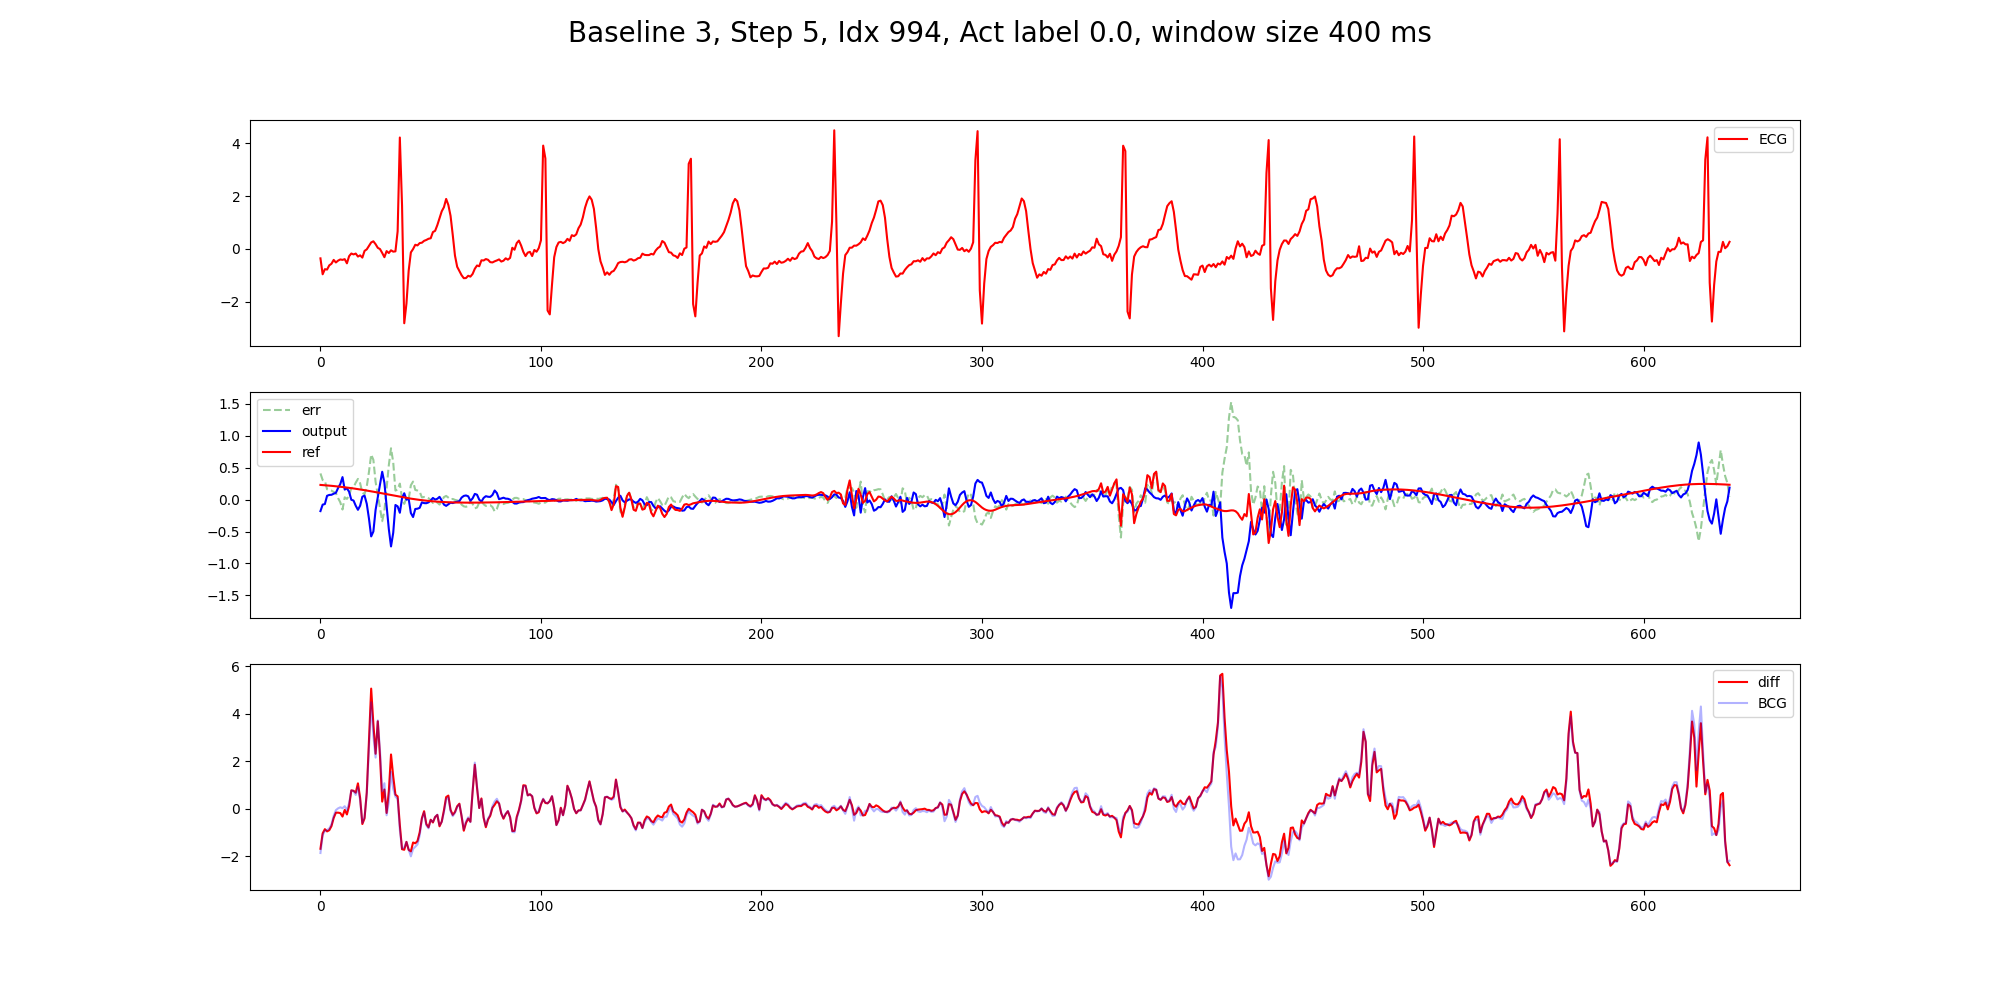 Baseline 3, Step 5, Idx 994, Act label 0.0, window size 400 ms
4
2
0
−2
ECG
0 100 200 300 400 500 600
1.5
1.0
0.5
0.0
−0.5
−1.0
−1.5
err
output
ref
0 100 200 300 400 500 600
6
4
2
0
−2
diff
BCG
0 100 200 300 400 500 600